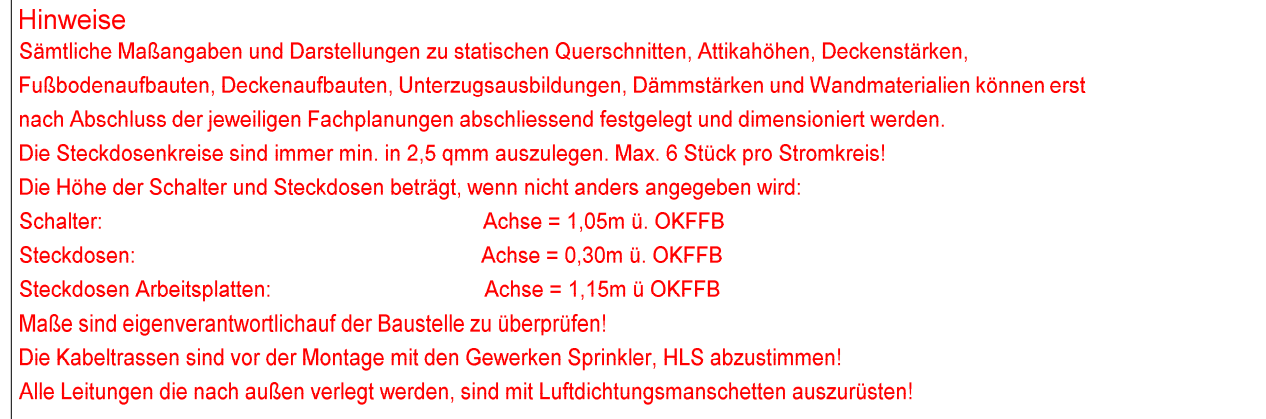 Hinweise
Sämtliche Maßangaben und Darstellungen zu statischen Querschnitten, Attikahöhen, Deckenstärken,
Fußbodenaufbauten, Deckenaufbauten, Unterzugsausbildungen, Dämmstärken und Wandmaterialien können erst
nach Abschluss der jeweiligen Fachplanungen abschliessend festgelegt und dimensioniert werden.
Die Steckdosenkreise sind immer min. in 2,5 qmm auszulegen. Max. 6 Stück pro Stromkreis!
Die Höhe der Schalter und Steckdosen beträgt, wenn nicht anders angegeben wird:
Schalter: Achse = 1,05m ü. OKFFB
Steckdosen: Achse = 0,30m ü. OKFFB
Steckdosen Arbeitsplatten: Achse = 1,15m ü OKFFB
Maße sind eigenverantwortlichauf der Baustelle zu überprüfen!
Die Kabeltrassen sind vor der Montage mit den Gewerken Sprinkler, HLS abzustimmen!
Alle Leitungen die nach außen verlegt werden, sind mit Luftdichtungsmanschetten auszurüsten!